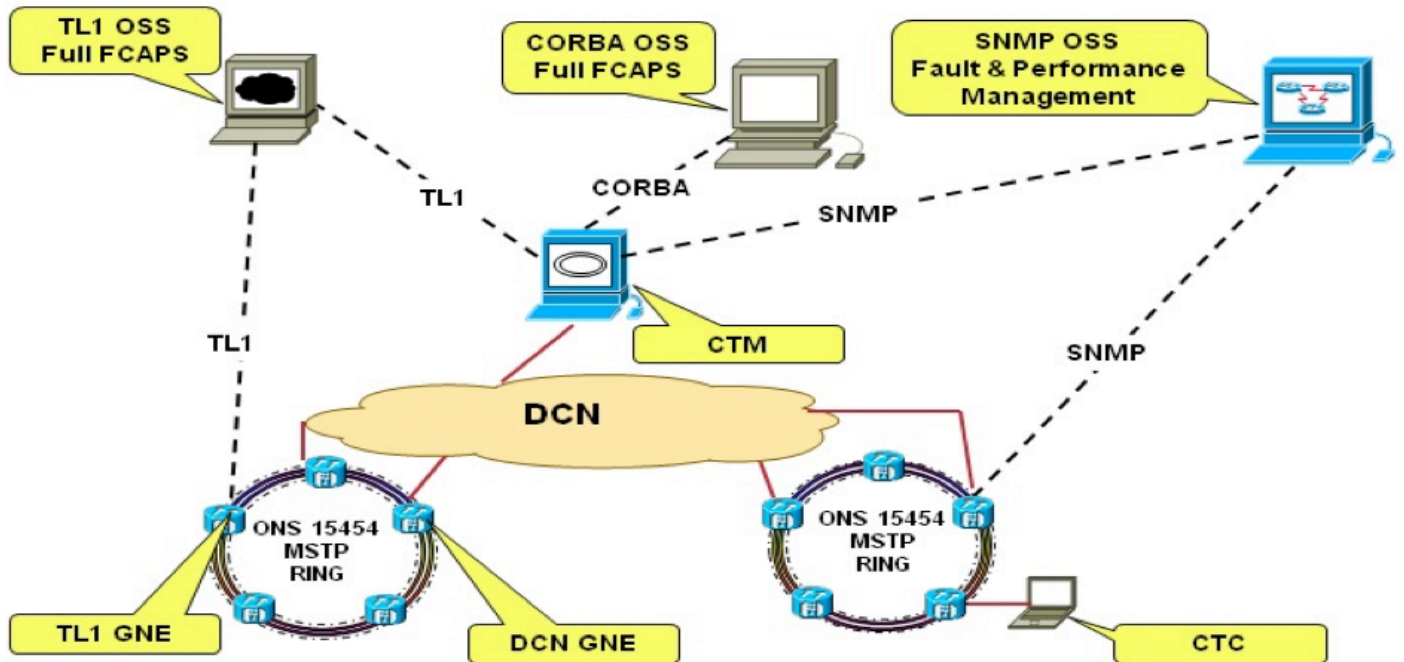 TL1 OSS
Full FCAPS
CORBA OSS
Full FCAPS
SNMP OSS
Fault & Performance
Management
TL1
CORBA
SNMP
TL1
CTM
SNMP
DCN
ONS 15454
MSTP
RING
ONS 15454
MSTP
RING
TL1 GNE
DCN GNE
CTC